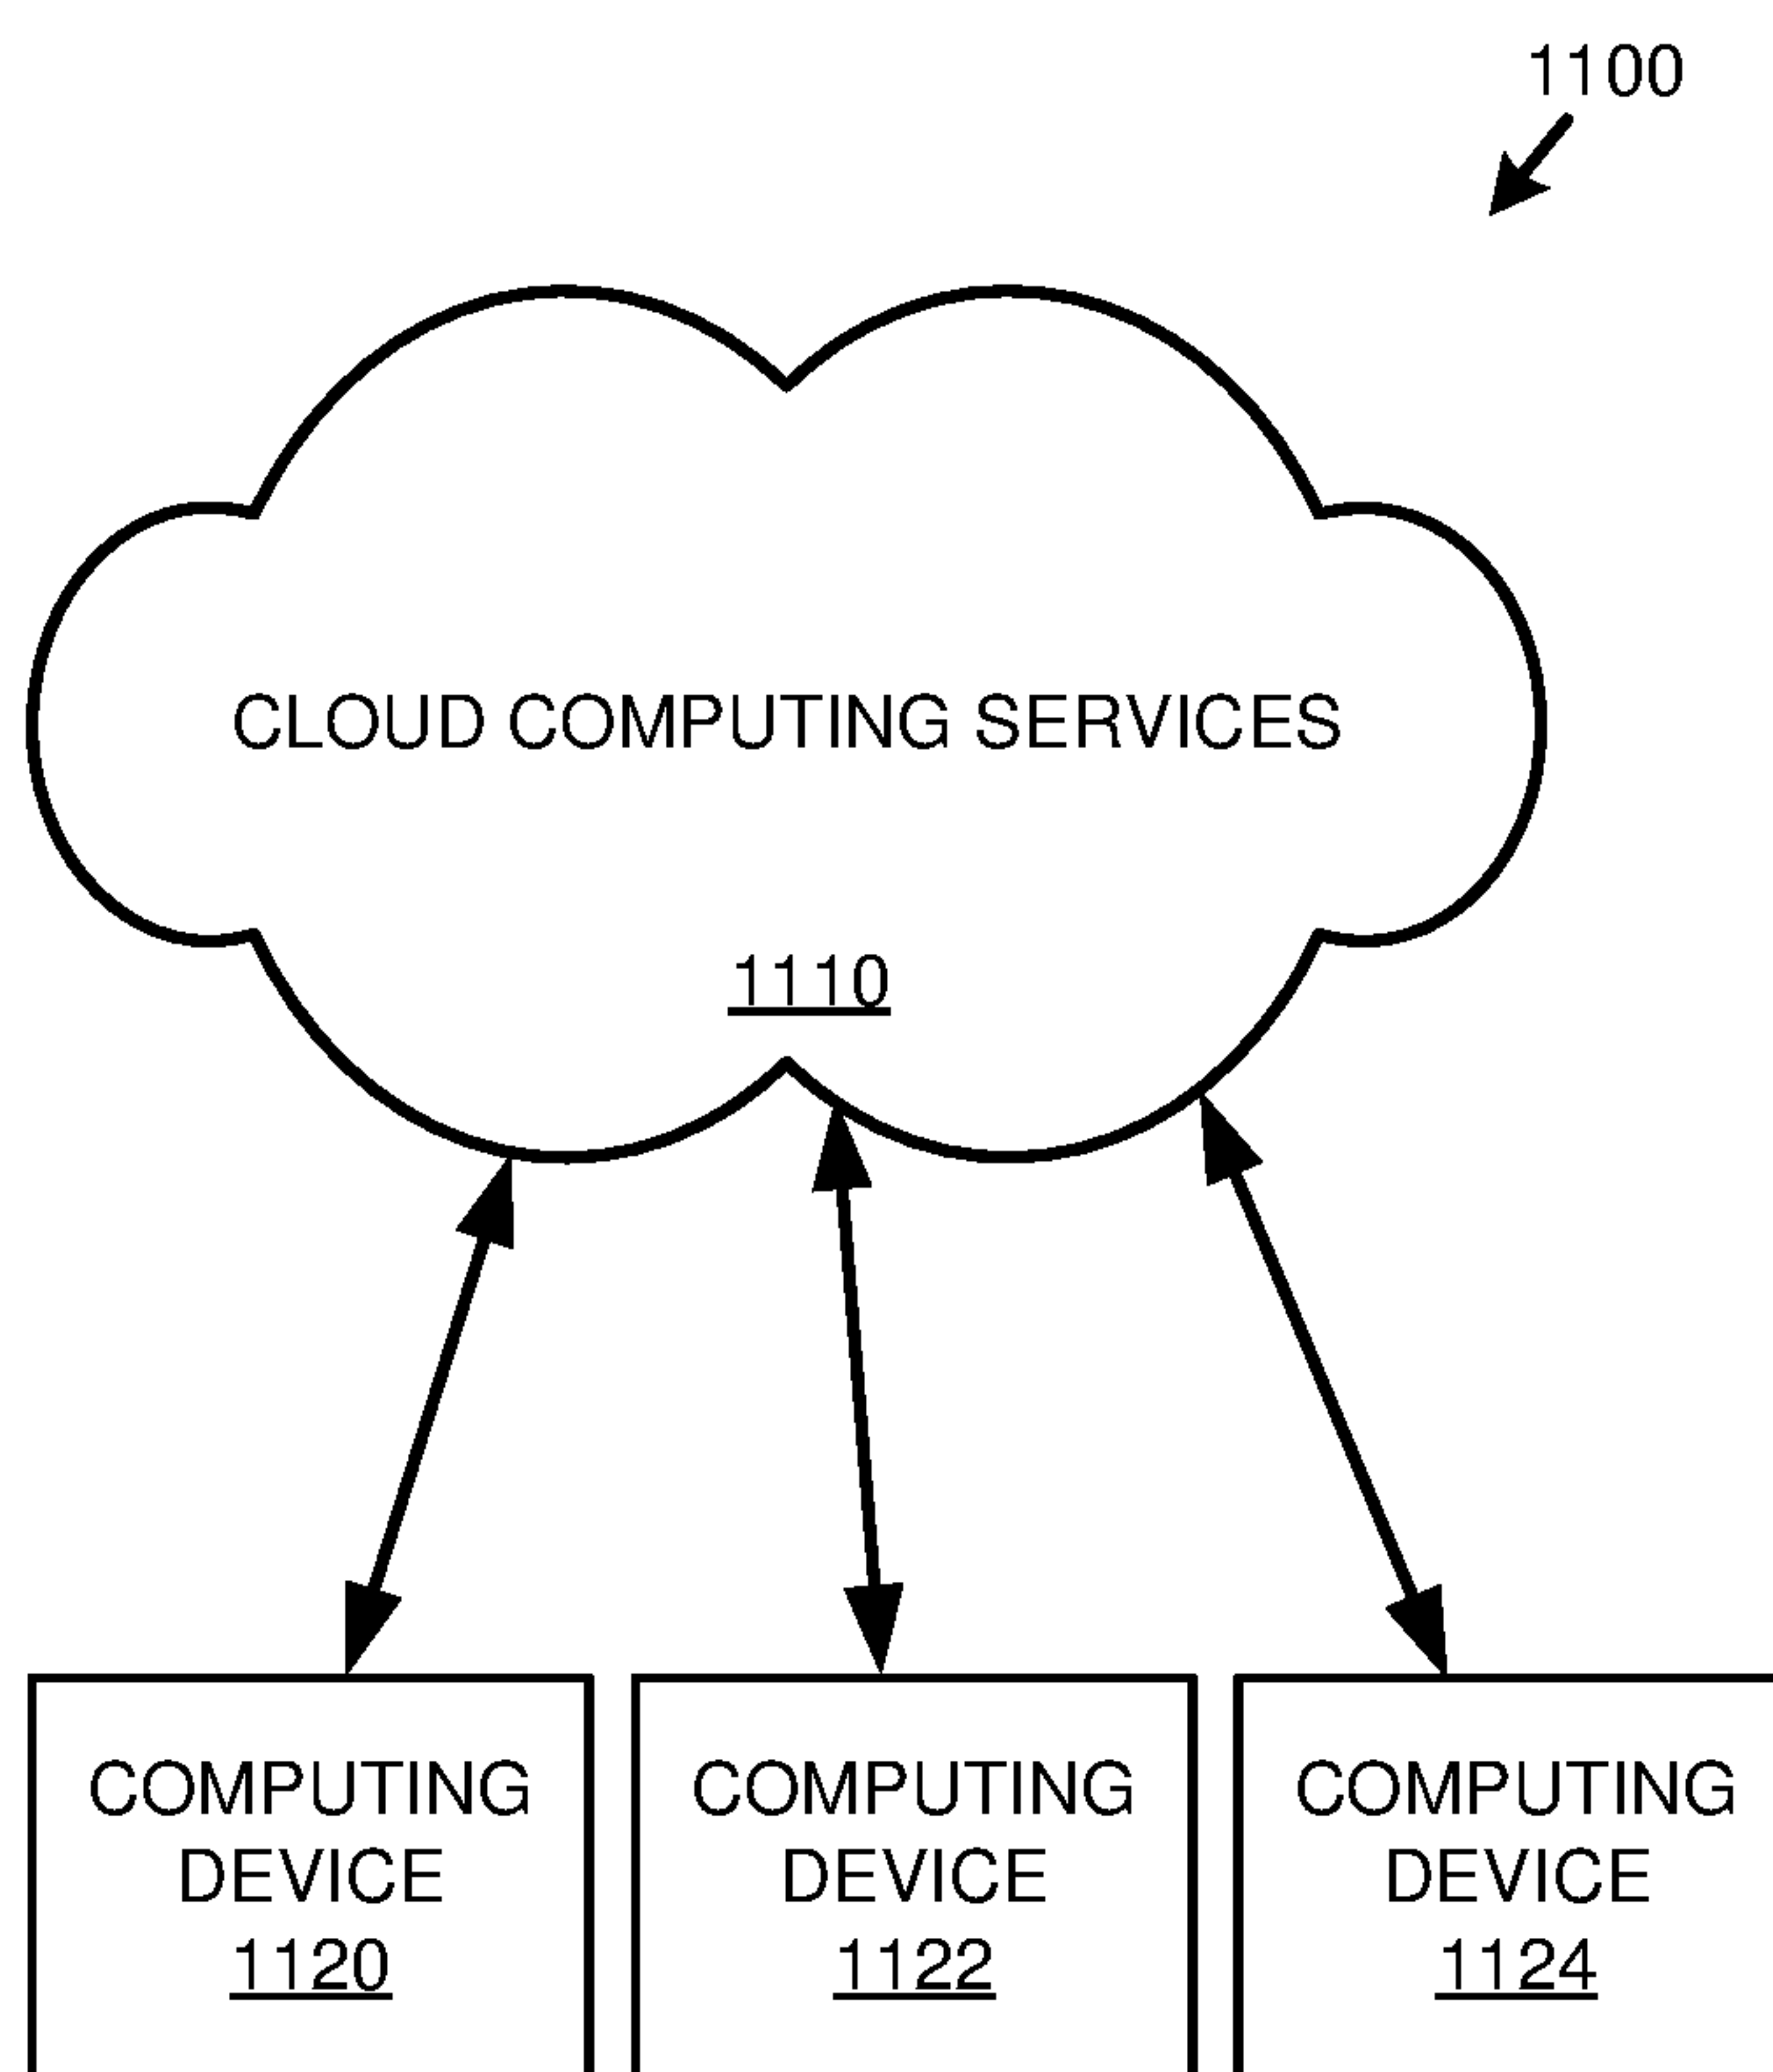 1100
CLOUD COMPUTING SERVICES
1110
COMPUTING
DEVICE
1120
COMPUTING
DEVICE
1122
COMPUTING
DEVICE
1124